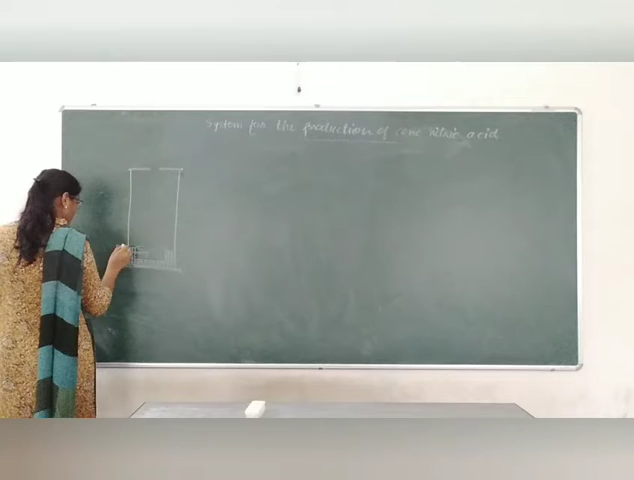 System for the production of conc nitric acid